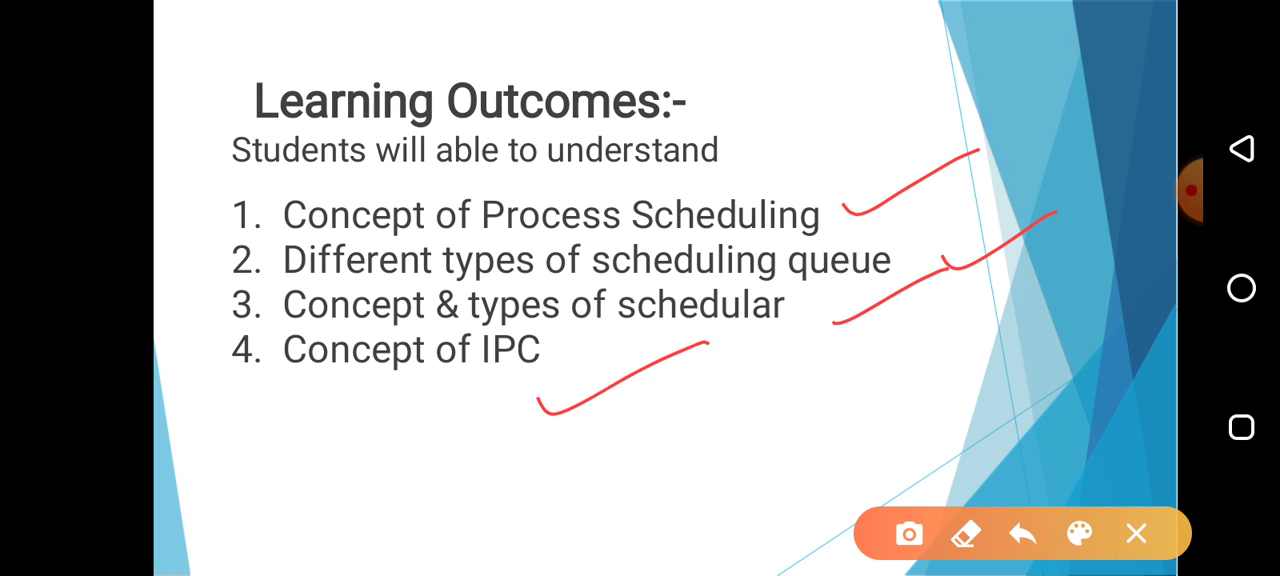 Learning Outcomes:-
Students will able to understand
1. Concept of Process Scheduling
2. Different types of scheduling queue
3. Concept & types of schedular
4. Concept of IPC